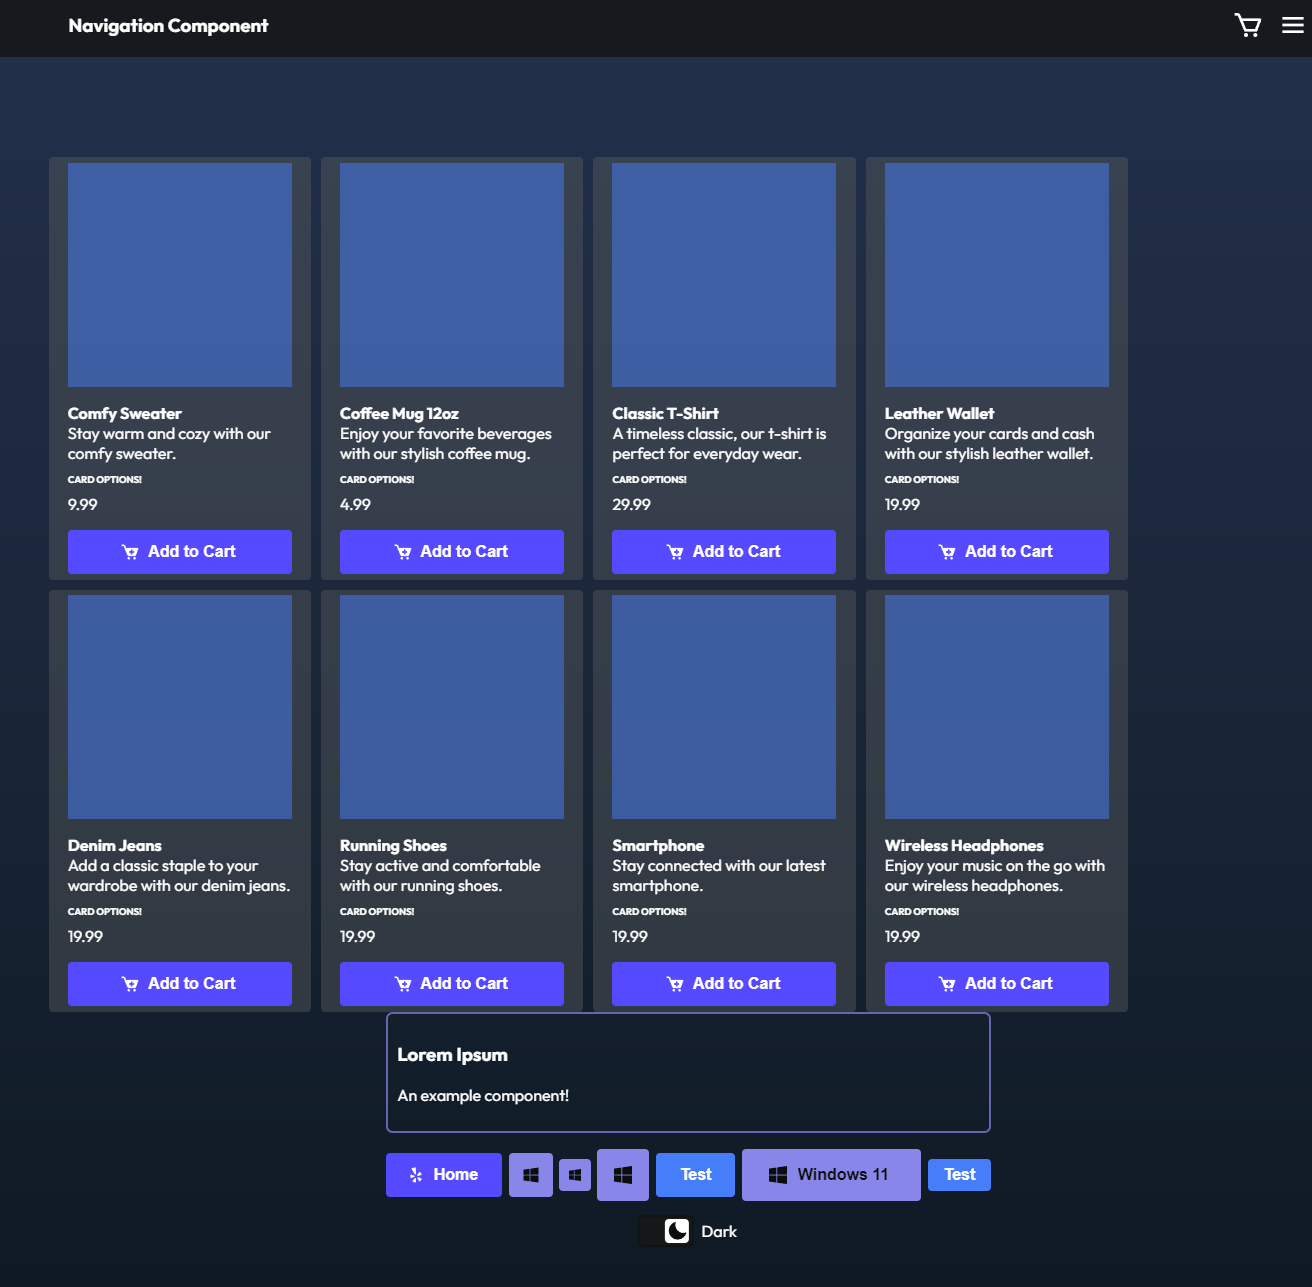 Navigation Component
Comfy Sweater
Stay warm and cozy with our
comfy sweater.
CARD OPTIONS!
9.99
Add to Cart
Coffee Mug 12oz
Enjoy your favorite beverages
with our stylish coffee mug.
CARD OPTIONS!
4.99
Add to Cart
Classic T-Shirt
A timeless classic, our t-shirt is
perfect for everyday wear.
CARD OPTIONS!
29.99
Add to Cart
Leather Wallet
Organize your cards and cash
with our stylish leather wallet.
CARD OPTIONS!
19.99
Add to Cart
Denim Jeans
Add a classic staple to your
wardrobe with our denim jeans.
CARD OPTIONS!
19.99
Add to Cart
Running Shoes
Stay active and comfortable
with our running shoes.
CARD OPTIONS!
19.99
Add to Cart
Smartphone
Stay connected with our latest
smartphone.
CARD OPTIONS!
19.99
Add to Cart
Wireless Headphones
Enjoy your music on the go with
our wireless headphones.
CARD OPTIONS!
19.99
Add to Cart
Lorem Ipsum
An example component!
Home
Test
Windows 11
Test
Dark